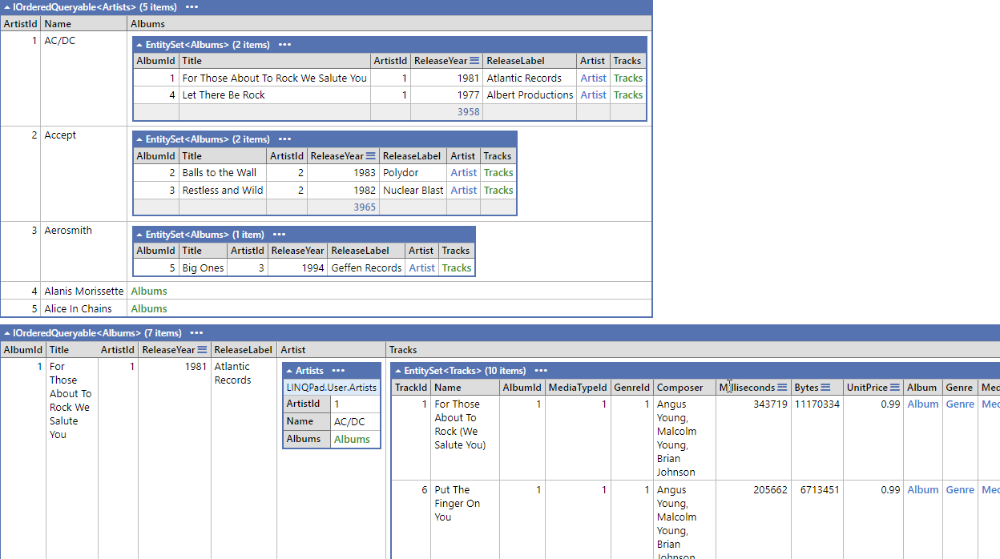 IOrderedQueryable<Artists> (5 items) •••
ArtistId Name Albums
1 AC/DC
EntitySet<Albums> (2 items) •••
AlbumId Title ArtistId ReleaseYear ReleaseLabel Artist Tracks
1 For Those About To Rock We Salute You 1 1981 Atlantic Records Artist Tracks
4 Let There Be Rock 1 1977 Albert Productions Artist Tracks
3958
2 Accept
EntitySet<Albums> (2 items) •••
AlbumId Title ArtistId ReleaseYear ReleaseLabel Artist Tracks
2 Balls to the Wall 2 1983 Polydor Artist Tracks
3 Restless and Wild 2 1982 Nuclear Blast Artist Tracks
3965
3 Aerosmith
EntitySet<Albums> (1 item) •••
AlbumId Title ArtistId ReleaseYear ReleaseLabel Artist Tracks
5 Big Ones 3 1994 Geffen Records Artist Tracks
4 Alanis Morissette Albums
5 Alice In Chains Albums
IOrderedQueryable<Albums> (7 items) •••
AlbumId Title ArtistId ReleaseYear ReleaseLabel Artist Tracks
1 For Those About To Rock We Salute You 1 1981 Atlantic Records
Artists •••
LINQPad.User.Artists
ArtistId 1
Name AC/DC
Albums Albums
EntitySet<Tracks> (10 items) •••
TrackId Name AlbumId MediaTypeId GenreId Composer Milliseconds Bytes UnitPrice Album Genre Med
1 For Those About To Rock (We Salute You) 1 1 1 Angus Young, Malcolm Young, Brian Johnson 343719 11170334 0.99 Album Genre Med
6 Put The Finger On You 1 1 1 Angus Young, Malcolm Young, Brian Johnson 205662 6713451 0.99 Album Genre Med